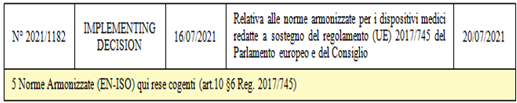 N° 2021/1182
IMPLEMENTING
DECISION
16/07/2021
Relativa alle norme armonizzate per i dispositivi medici
redatte a sostegno del regolamento (UE) 2017/745 del
Parlamento europeo e del Consiglio
20/07/2021
5 Norme Armonizzate (EN-ISO) qui rese cogenti (art.10 §6 Reg. 2017/745)